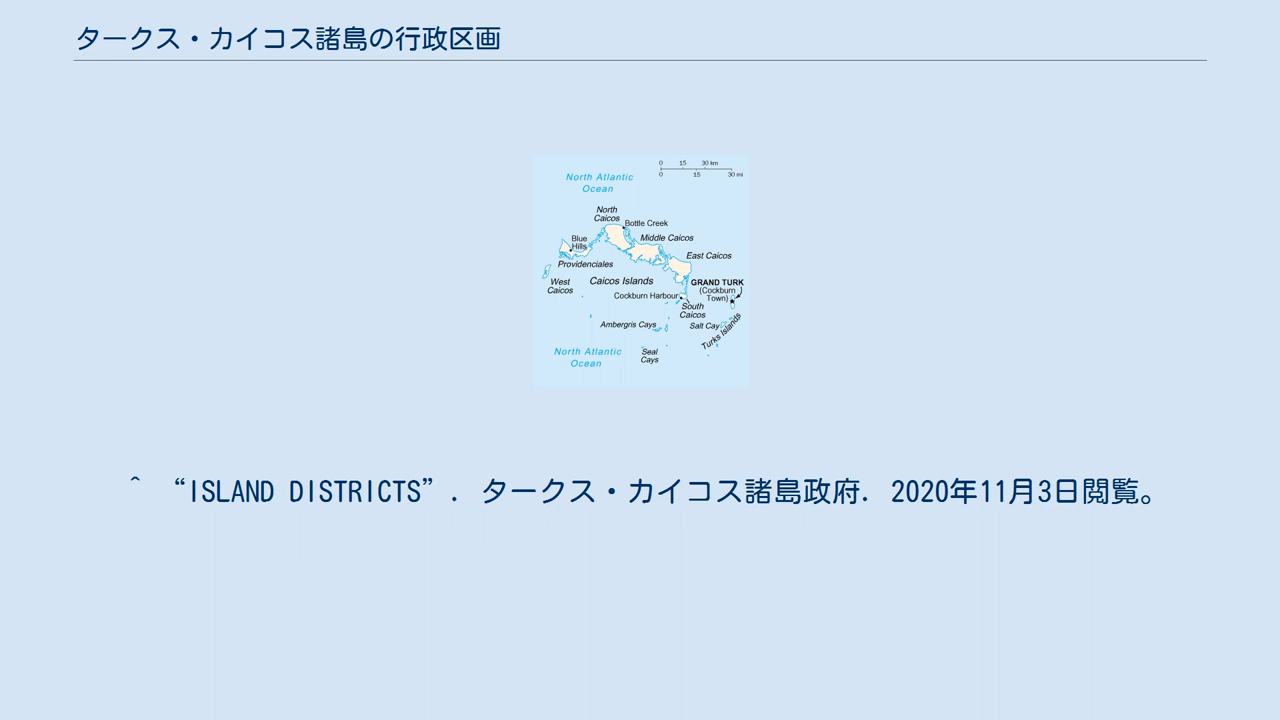 タークス・カイコス諸島の行政区画
0 15 30 km
0 15 30 mi
North Atlantic
Ocean
North
Caicos
Bottle Creek
Blue
Hills
Middle Caicos
East Caicos
Providenciales
West
Caicos
Caicos Islands
GRAND TURK
(Cockburn
Town)
Cockburn Harbour
South
Caicos
Ambergris Cays
Salt Cay
Turks Islands
North Atlantic
Ocean
Seal
Cays
^ “ISLAND DISTRICTS”. タークス・カイコス諸島政府. 2020年11月3日閲覧。